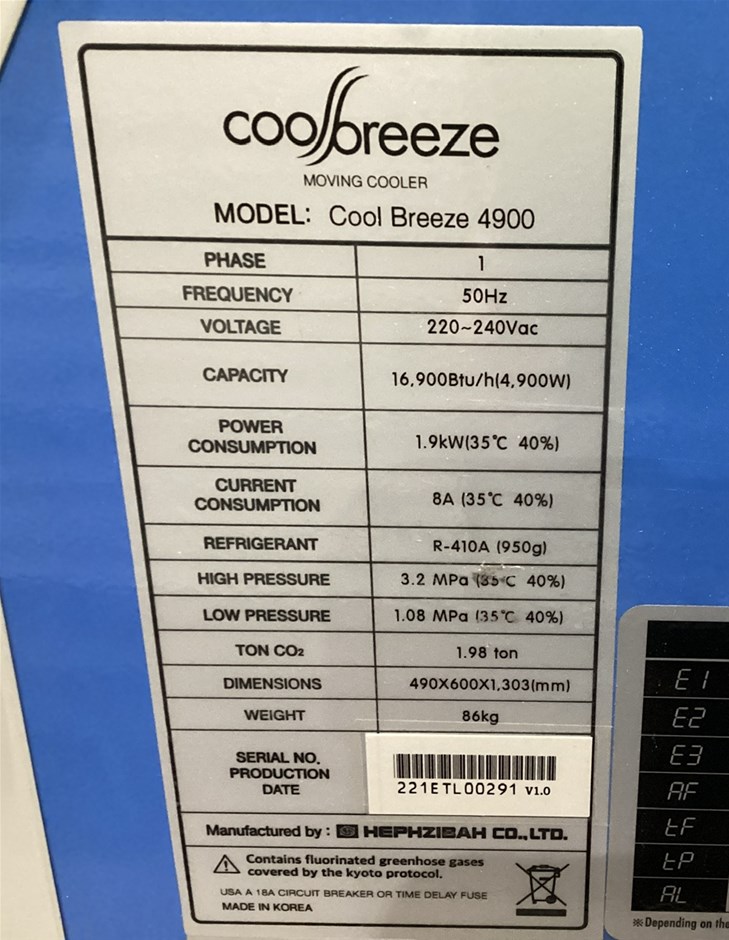 coolbreeze
MOVING COOLER
MODEL: Cool Breeze 4900
PHASE 1
FREQUENCY 50Hz
VOLTAGE 220~240Vac
CAPACITY 16,900Btu/h(4,900W)
POWER
CONSUMPTION 1.9kW(35℃ 40%)
CURRENT
CONSUMPTION 8A (35℃ 40%)
REFRIGERANT R-410A (950g)
HIGH PRESSURE 3.2 MPa (35℃ 40%)
LOW PRESSURE 1.08 MPa (35℃ 40%)
TON CO₂ 1.98 ton
DIMENSIONS 490X600X1,303(mm)
WEIGHT 86kg
SERIAL NO.
PRODUCTION
DATE
221ETL00291 V1.0
Manufactured by : HEPHZIBAH CO.,LTD.
Contains fluorinated greenhose gases
covered by the kyoto protocol.
USA A 18A CIRCUIT BREAKER OR TIME DELAY FUSE
MADE IN KOREA
E1
E2
E3
AF
tF
tP
AL
※Depending on the